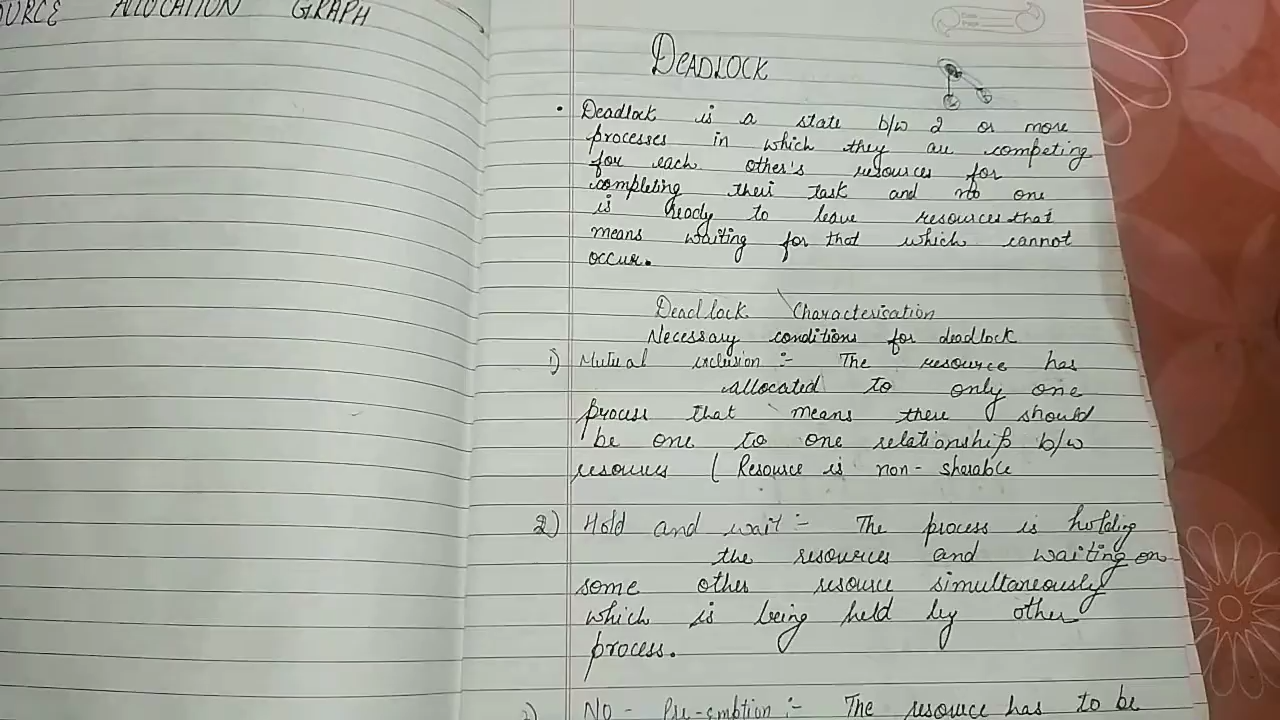 OURCE ALLOCATION GRAPH
DEADLOCK
• Deadlock is a state b/w 2 or more
processes in which they are competing
for each other's resources for
completing their task and no one
is ready to leave resources that
means waiting for that which cannot
occur.
Deadlock Characterisation
Necessary conditions for deadlock
1) Mutual inclusion :- The resource has
allocated to only one
process that means there should
be one to one relationship b/w
resources ( Resource is non-sharable
2) Hold and wait :- The process is holding
the resources and waiting on
some other resource simultaneously
which is being held by other
process.
3) No - Pre-emption :- The resource has to be